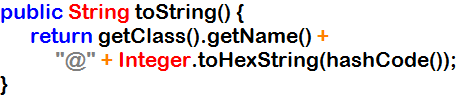 public String toString() {
return getClass().getName() +
"@" + Integer.toHexString(hashCode());
}